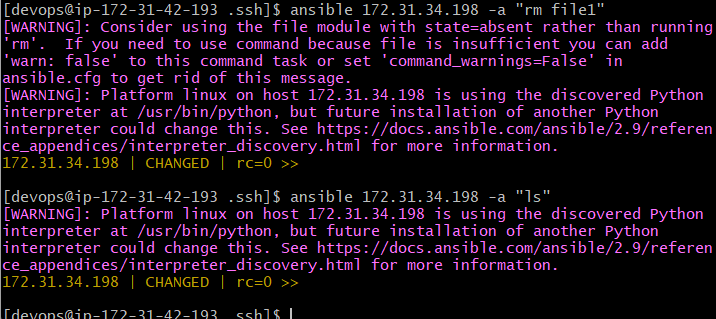 [devops@ip-172-31-42-193 .ssh]$ ansible 172.31.34.198 -a "rm file1"
[WARNING]: Consider using the file module with state=absent rather than running
'rm'.  If you need to use command because file is insufficient you can add
'warn: false' to this command task or set 'command_warnings=False' in
ansible.cfg to get rid of this message.
[WARNING]: Platform linux on host 172.31.34.198 is using the discovered Python
interpreter at /usr/bin/python, but future installation of another Python
interpreter could change this. See https://docs.ansible.com/ansible/2.9/referen
ce_appendices/interpreter_discovery.html for more information.
172.31.34.198 | CHANGED | rc=0 >>
[devops@ip-172-31-42-193 .ssh]$ ansible 172.31.34.198 -a "ls"
[WARNING]: Platform linux on host 172.31.34.198 is using the discovered Python
interpreter at /usr/bin/python, but future installation of another Python
interpreter could change this. See https://docs.ansible.com/ansible/2.9/referen
ce_appendices/interpreter_discovery.html for more information.
172.31.34.198 | CHANGED | rc=0 >>
[devops@ip-172-31-42-193 .ssh]$